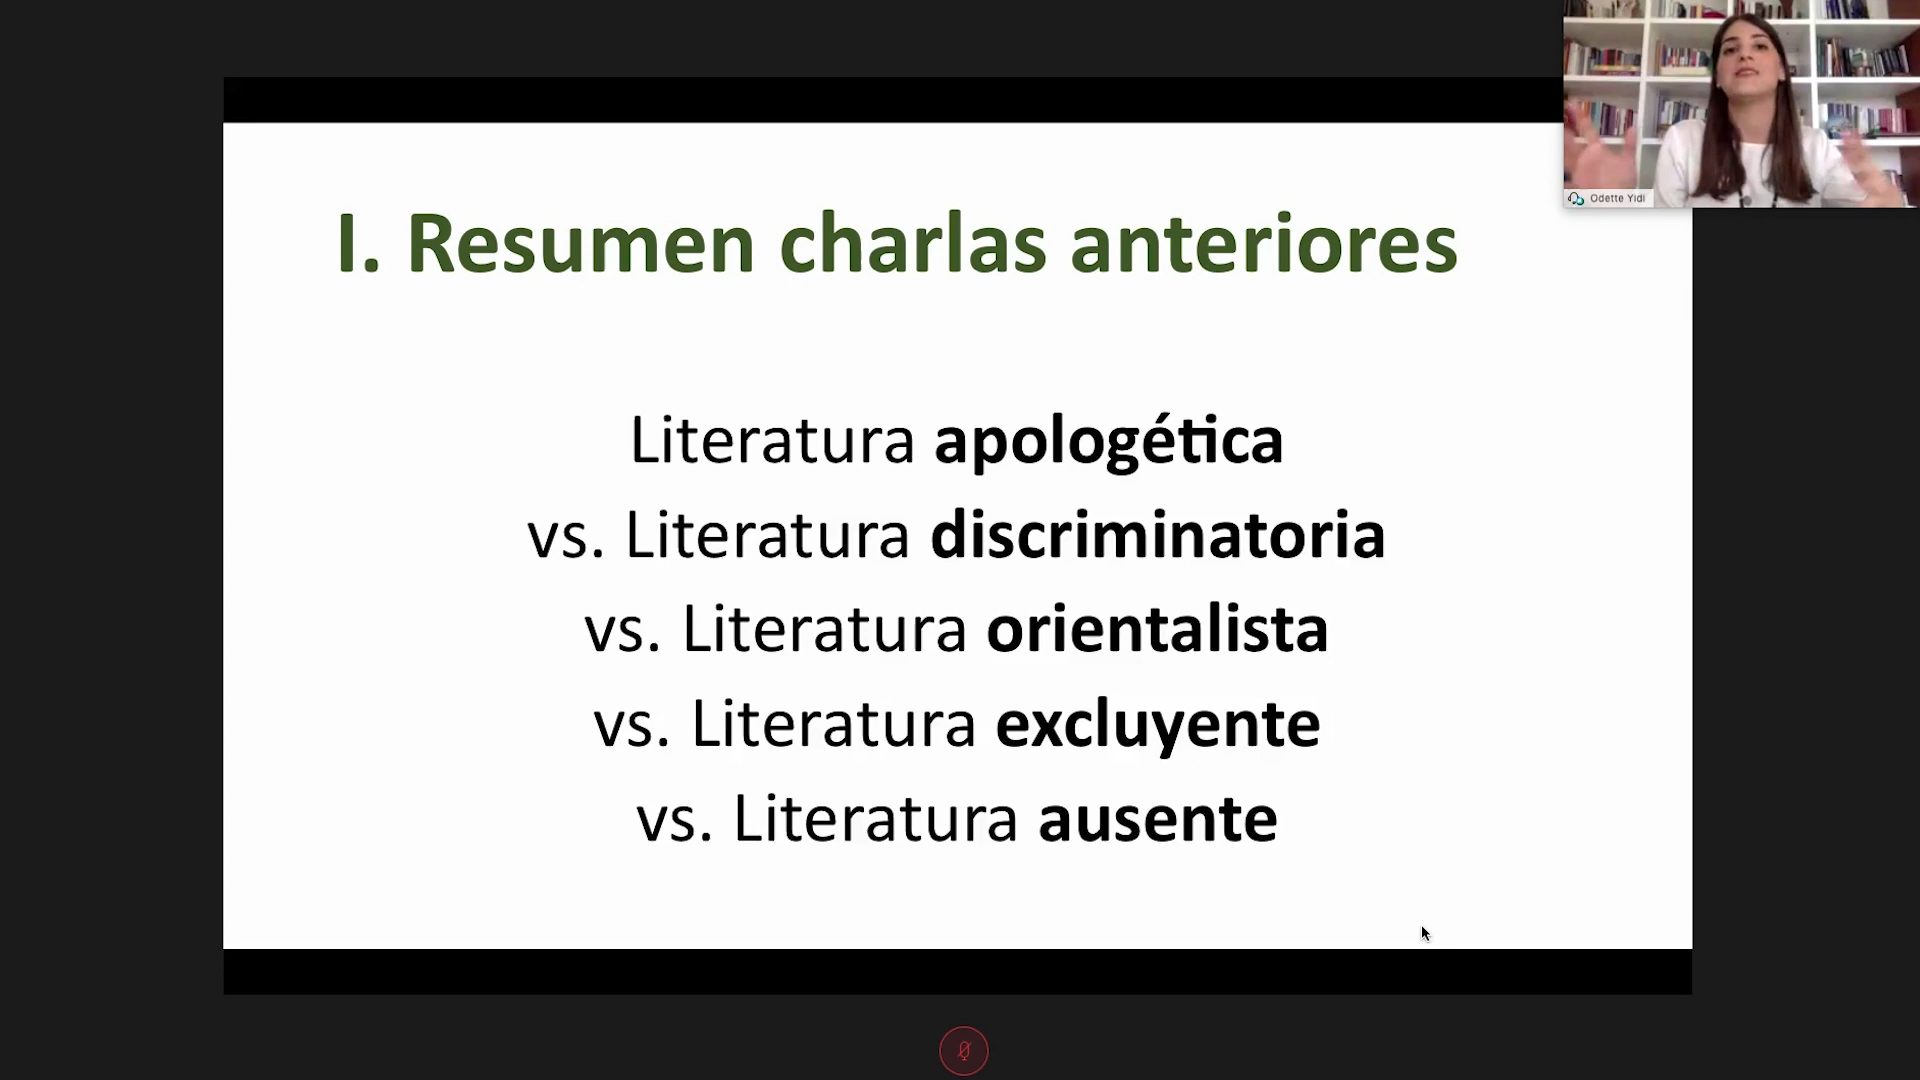 I. Resumen charlas anteriores
Literatura apologética
vs. Literatura discriminatoria
vs. Literatura orientalista
vs. Literatura excluyente
vs. Literatura ausente
Odette Yidi